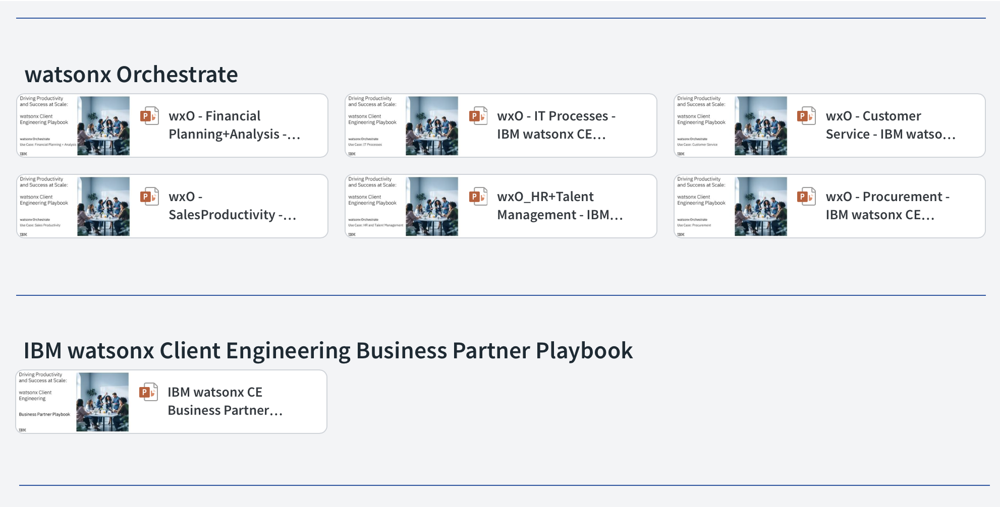 watsonx Orchestrate
Driving Productivity
and Success at Scale:
watsonx Client
Engineering Playbook
watsonx Orchestrate
Use Case: Financial Planning + Analysis
IBM
P
wxO - Financial
Planning+Analysis -...
Driving Productivity
and Success at Scale:
watsonx Client
Engineering Playbook
watsonx Orchestrate
Use Case: IT Processes
IBM
P
wxO - IT Processes -
IBM watsonx CE...
Driving Productivity
and Success at Scale:
watsonx Client
Engineering Playbook
watsonx Orchestrate
Use Case: Customer Service
IBM
P
wxO - Customer
Service - IBM watso...
Driving Productivity
and Success at Scale:
watsonx Client
Engineering Playbook
watsonx Orchestrate
Use Case: Sales Productivity
IBM
P
wxO -
SalesProductivity -...
Driving Productivity
and Success at Scale:
watsonx Client
Engineering Playbook
watsonx Orchestrate
Use Case: HR and Talent Management
IBM
P
wxO_HR+Talent
Management - IBM...
Driving Productivity
and Success at Scale:
watsonx Client
Engineering Playbook
watsonx Orchestrate
Use Case: Procurement
IBM
P
wxO - Procurement -
IBM watsonx CE...
IBM watsonx Client Engineering Business Partner Playbook
Driving Productivity
and Success at Scale:
watsonx Client
Engineering
Business Partner Playbook
IBM
P
IBM watsonx CE
Business Partner...